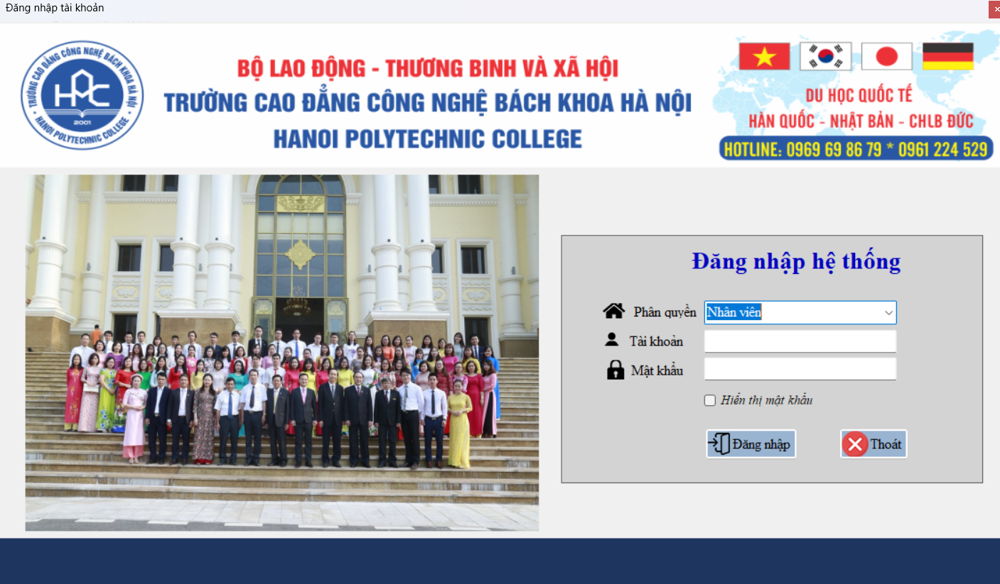 Đăng nhập tài khoản
TRƯỜNG CAO ĐẲNG CÔNG NGHỆ BÁCH KHOA HÀ NỘI
HPC
2001
HANOI POLYTECHNIC COLLEGE
BỘ LAO ĐỘNG - THƯƠNG BINH VÀ XÃ HỘI
TRƯỜNG CAO ĐẲNG CÔNG NGHỆ BÁCH KHOA HÀ NỘI
HANOI POLYTECHNIC COLLEGE
DU HỌC QUỐC TẾ
HÀN QUỐC - NHẬT BẢN - CHLB ĐỨC
HOTLINE: 0969 69 86 79 * 0961 224 529
Đăng nhập hệ thống
Phân quyền Nhân viên
Tài khoản
Mật khẩu
Hiển thị mật khẩu
Đăng nhập Thoát